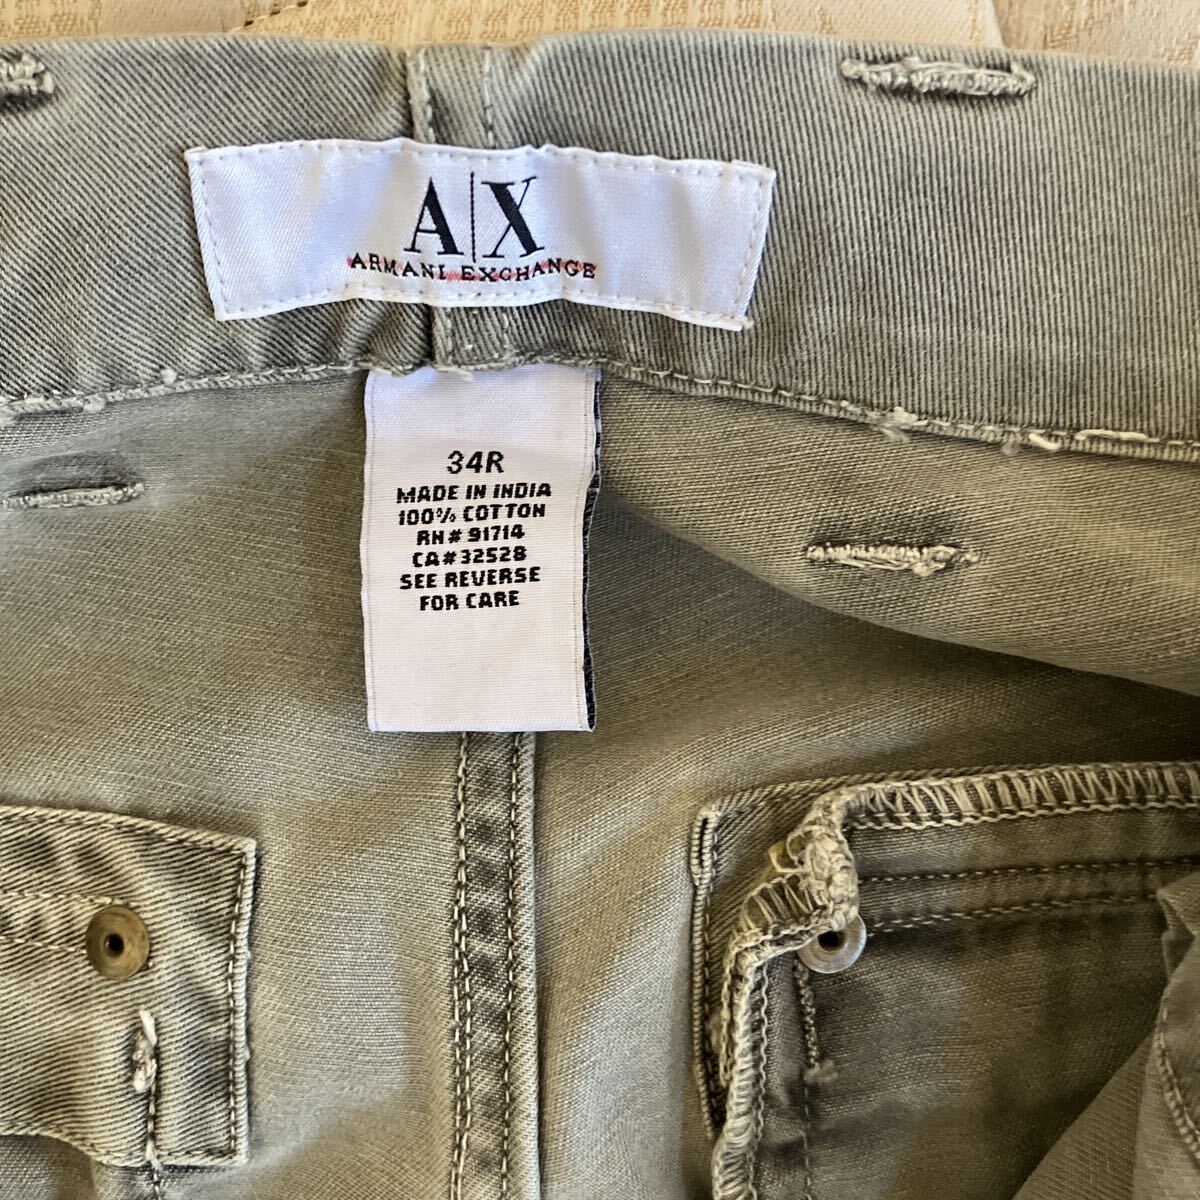 A|X
ARMANI EXCHANGE
34R
MADE IN INDIA
100% COTTON
RN# 91714
CA# 32528
SEE REVERSE
FOR CARE